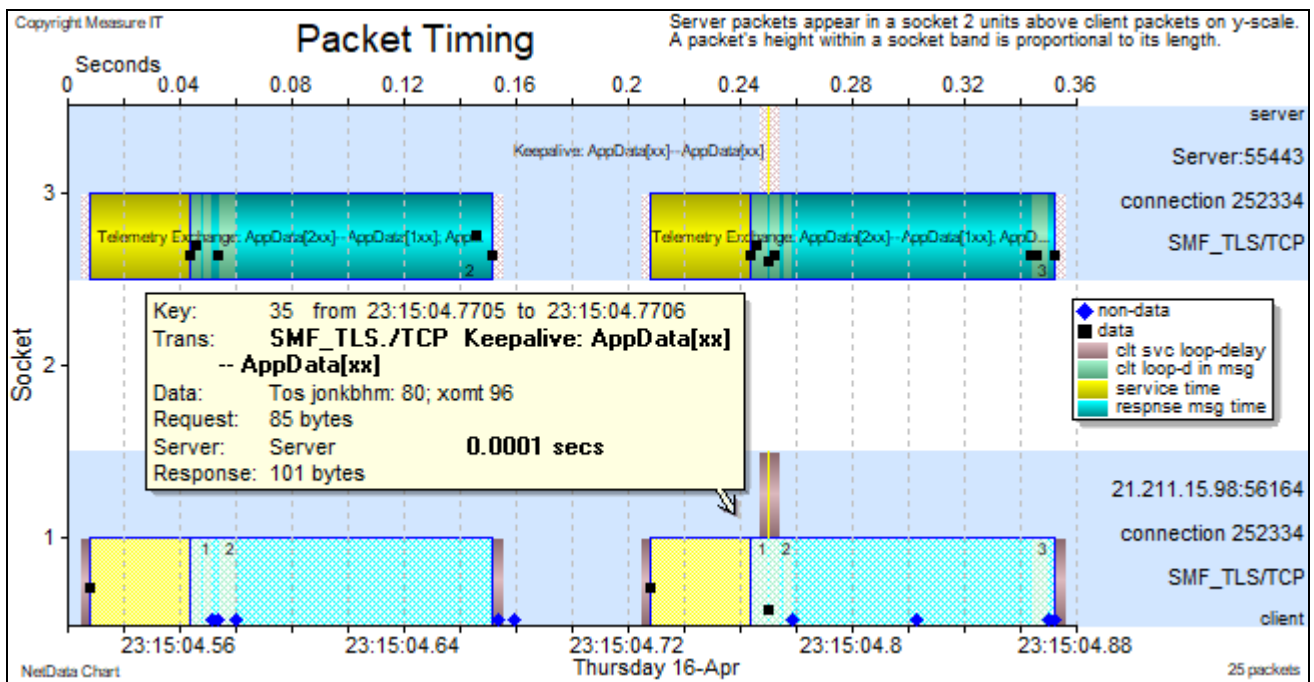 Copyright Measure IT
Packet Timing
Server packets appear in a socket 2 units above client packets on y-scale.
A packet's height within a socket band is proportional to its length.
Seconds
0 0.04 0.08 0.12 0.16 0.2 0.24 0.28 0.32 0.36
server
Keepalive: AppData[xx]--AppData[xx]
Server:55443
3
connection 252334
Telemetry Exchange: AppData[2xx]--AppData[1xx]; App
Telemetry Exchange: AppData[2xx]--AppData[1xx]; AppD...
SMF_TLS/TCP
2 3
Key: 35 from 23:15:04.7705 to 23:15:04.7706
Trans: SMF_TLS./TCP Keepalive: AppData[xx]
-- AppData[xx]
Data: Tos jonkbhm: 80; xomt 96
Request: 85 bytes
Server: Server 0.0001 secs
Response: 101 bytes
non-data
data
clt svc loop-delay
clt loop-d in msg
service time
respnse msg time
Socket
2
21.211.15.98:56164
1
connection 252334
1 2 1 2 3
SMF_TLS/TCP
client
23:15:04.56 23:15:04.64 23:15:04.72 23:15:04.8 23:15:04.88
Thursday 16-Apr
NetData Chart
25 packets